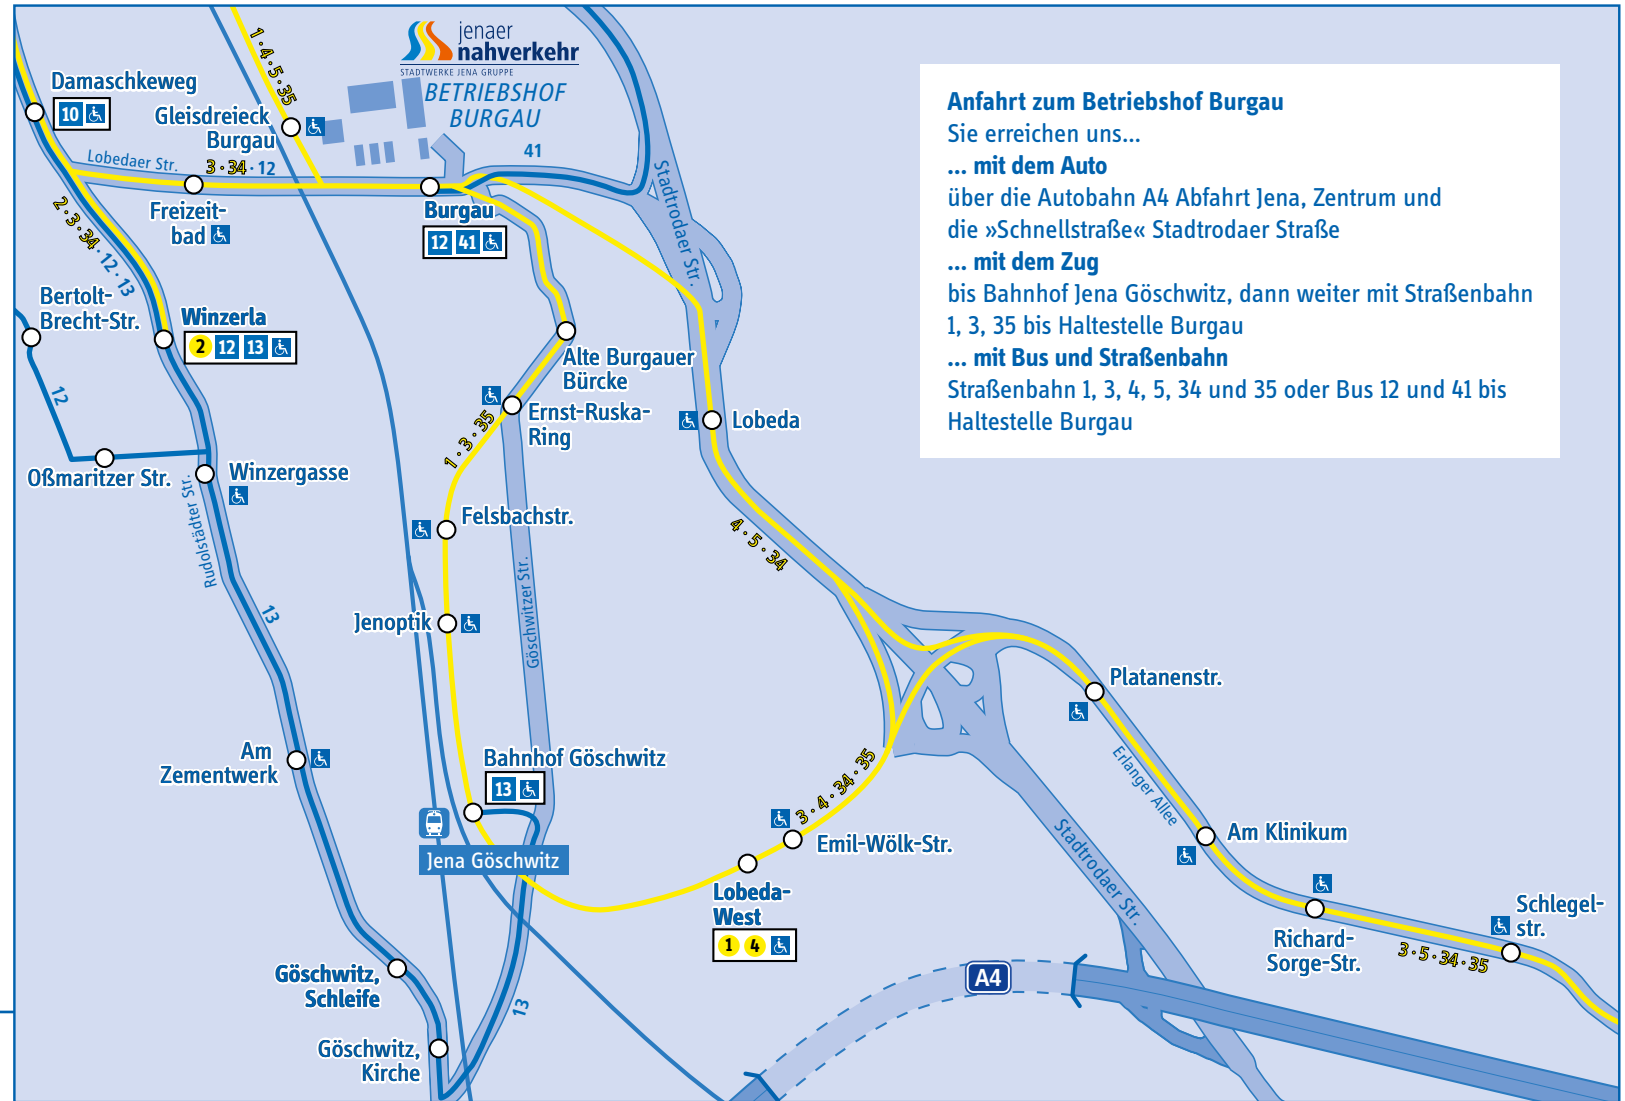 jenaer
nahverkehr
STADTWERKE JENA GRUPPE
BETRIEBSHOF
BURGAU
Anfahrt zum Betriebshof Burgau
Sie erreichen uns...
... mit dem Auto
über die Autobahn A4 Abfahrt Jena, Zentrum und
die »Schnellstraße« Stadtrodaer Straße
... mit dem Zug
bis Bahnhof Jena Göschwitz, dann weiter mit Straßenbahn
1, 3, 35 bis Haltestelle Burgau
... mit Bus und Straßenbahn
Straßenbahn 1, 3, 4, 5, 34 und 35 oder Bus 12 und 41 bis
Haltestelle Burgau
1 · 4 · 5 · 35
Damaschkeweg
10
Gleisdreieck
Burgau
Lobedaer Str.
3 · 34 · 12
41
Freizeit-
bad
Burgau
12 41
Stadtrodaer Str.
2 · 3 · 34 · 12 · 13
Bertolt-
Brecht-Str.
Winzerla
2 12 13
12
Alte Burgauer
Bürcke
Ernst-Ruska-
Ring
1 · 3 · 35
Lobeda
Oßmaritzer Str.
Winzergasse
Rudolstädter Str.
Felsbachstr.
4 · 5 · 34
13
Jenoptik
Göschwitzer Str.
Platanenstr.
Am
Zementwerk
Bahnhof Göschwitz
13
Jena Göschwitz
3 · 4 · 34 · 35
Emil-Wölk-Str.
Erlanger Allee
Am Klinikum
Stadtrodaer Str.
Lobeda-
West
1 4
Richard-
Sorge-Str.
3 · 5 · 34 · 35
Schlegel-
str.
Göschwitz,
Schleife
A4
13
Göschwitz,
Kirche